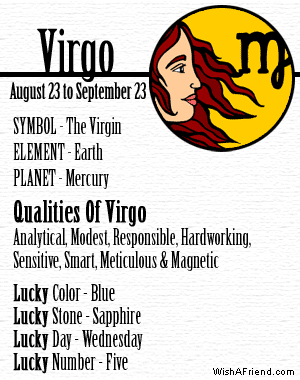 Virgo
August 23 to September 23
SYMBOL - The Virgin
ELEMENT - Earth
PLANET - Mercury
Qualities Of Virgo
Analytical, Modest, Responsible, Hardworking,
Sensitive, Smart, Meticulous & Magnetic
Lucky Color - Blue
Lucky Stone - Sapphire
Lucky Day - Wednesday
Lucky Number - Five
WishAFriend.com